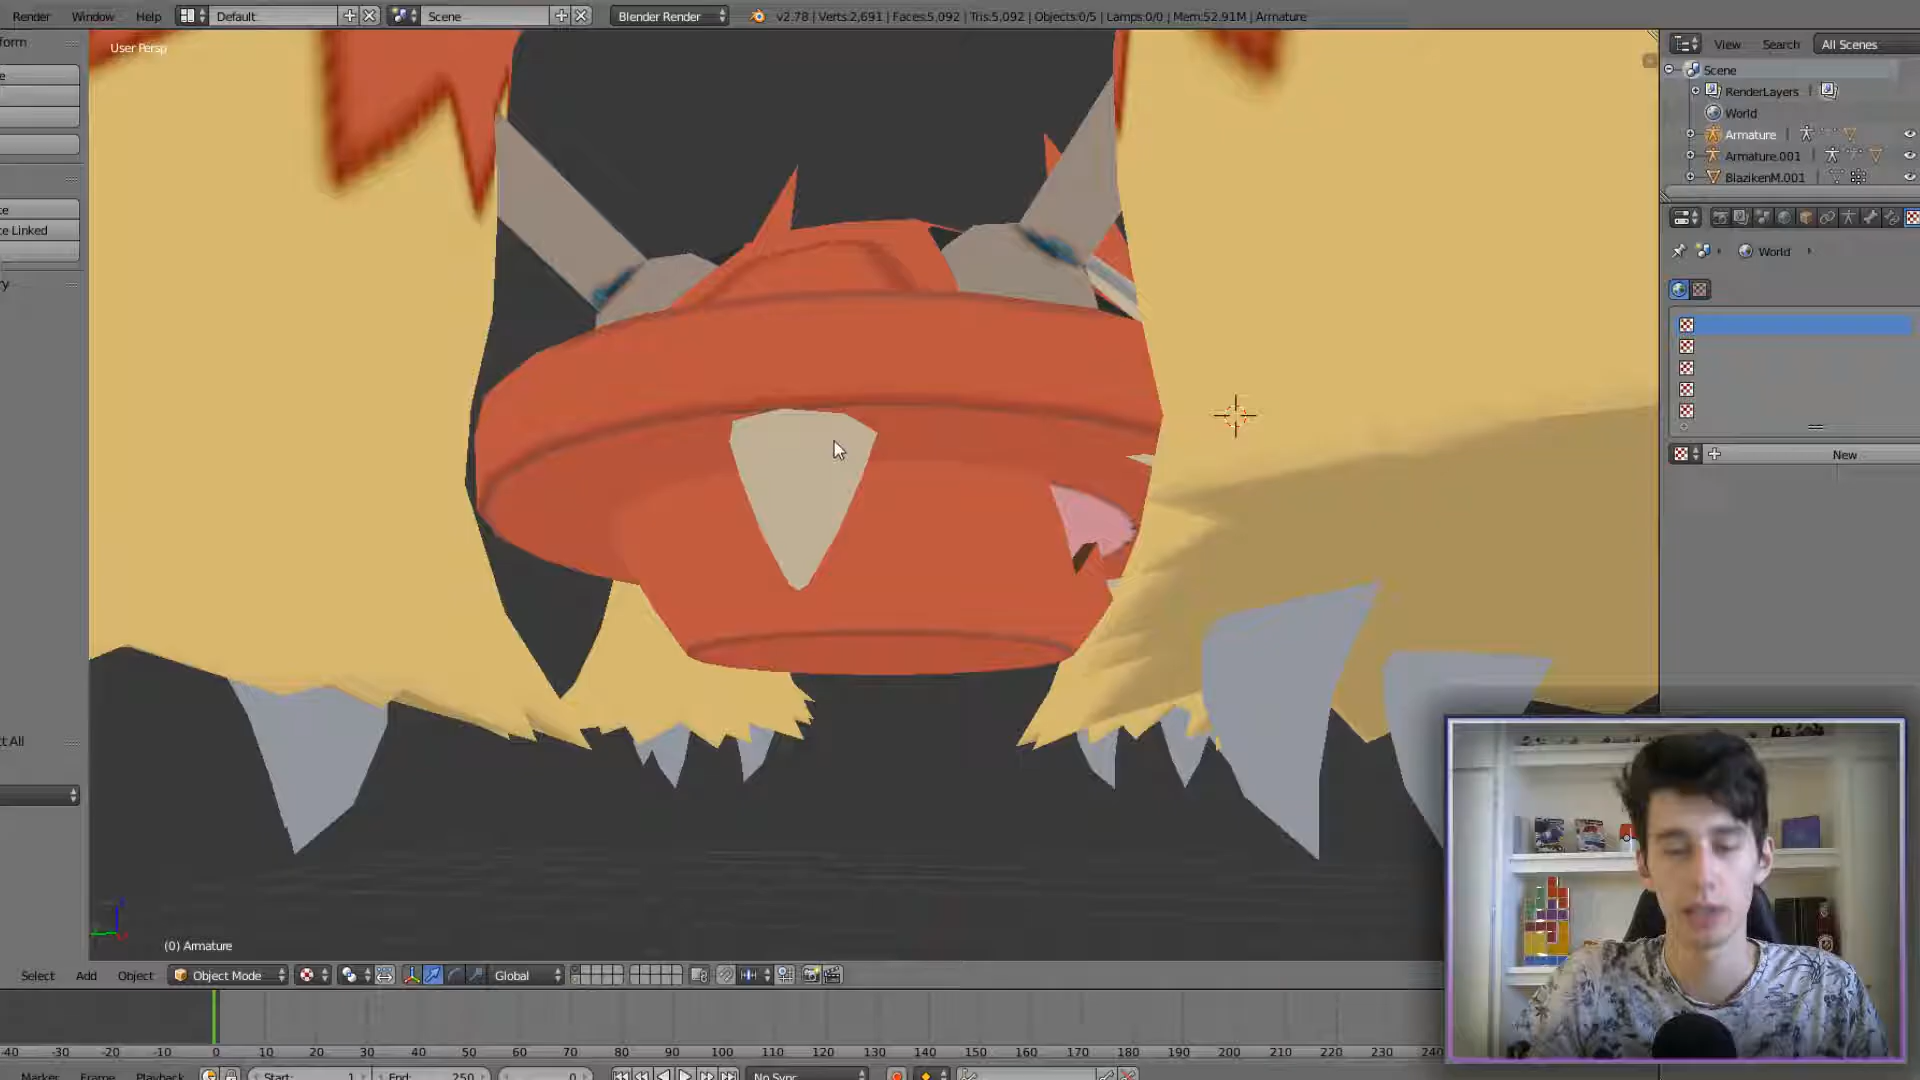 Render Window Help Default Scene Blender Render v2.78 | Verts:2,691 | Faces:5,092 | Tris:5,092 | Objects:0/5 | Lamps:0/0 | Mem:52.91M | Armature
form
User Persp
View Search All Scenes
Scene
RenderLayers
World
Armature
Armature.001
BlazikenM.001
e Linked
World
New
ct All
(0) Armature
Select Add Object Object Mode Global
-40 -30 -20 -10 0 10 20 30 40 50 60 70 80 90 100 110 120 130 140 150 160 170 180 190 200 210 220 230 240
Marker Frame Playback Start: 1 End: 250 0 No Sync